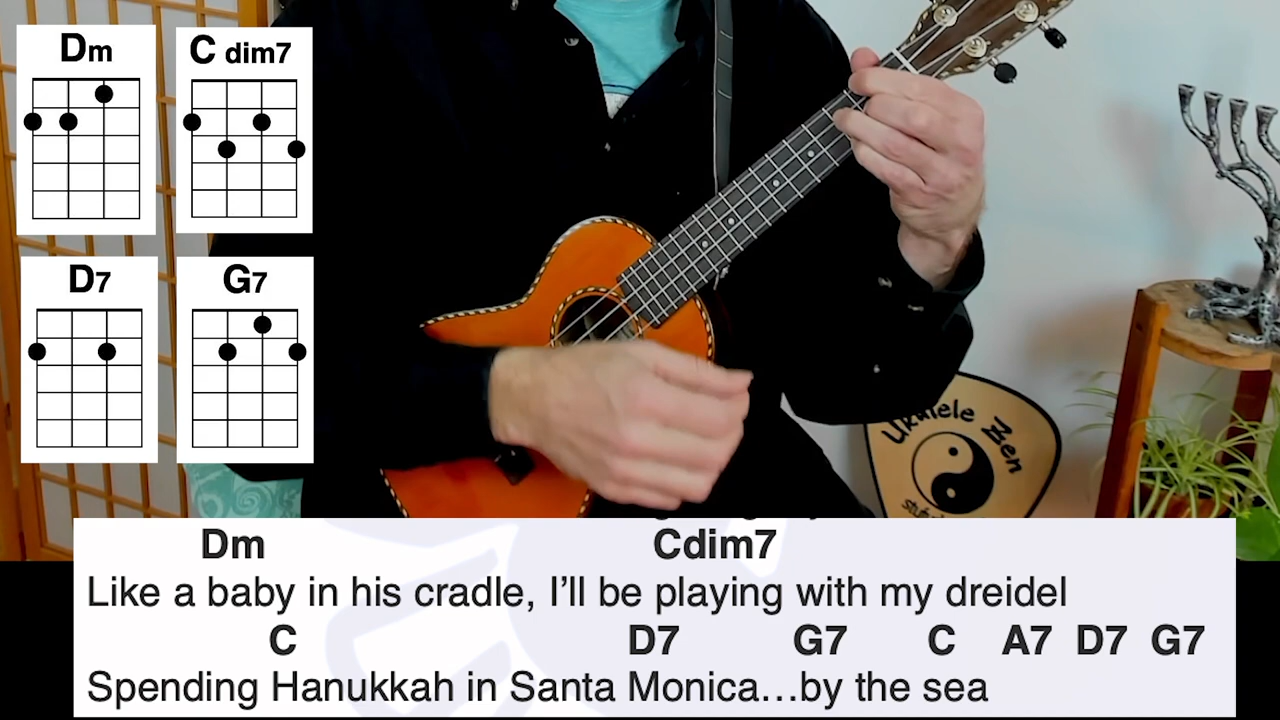 Dm
C dim7
D7
G7
Ukulele Zen
Dm Cdim7
Like a baby in his cradle, I'll be playing with my dreidel
C D7 G7 C A7 D7 G7
Spending Hanukkah in Santa Monica…by the sea